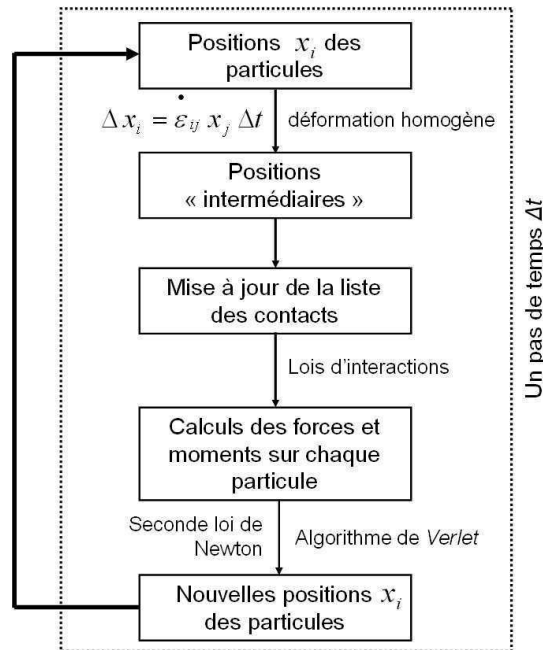 Positions x_i des
particules
Δ x_i = ε̇_ij x_j Δt
déformation homogène
Positions
« intermédiaires »
Mise à jour de la liste
des contacts
Lois d'interactions
Calculs des forces et
moments sur chaque
particule
Seconde loi de
Newton
Algorithme de Verlet
Nouvelles positions x_i
des particules
Un pas de temps Δt